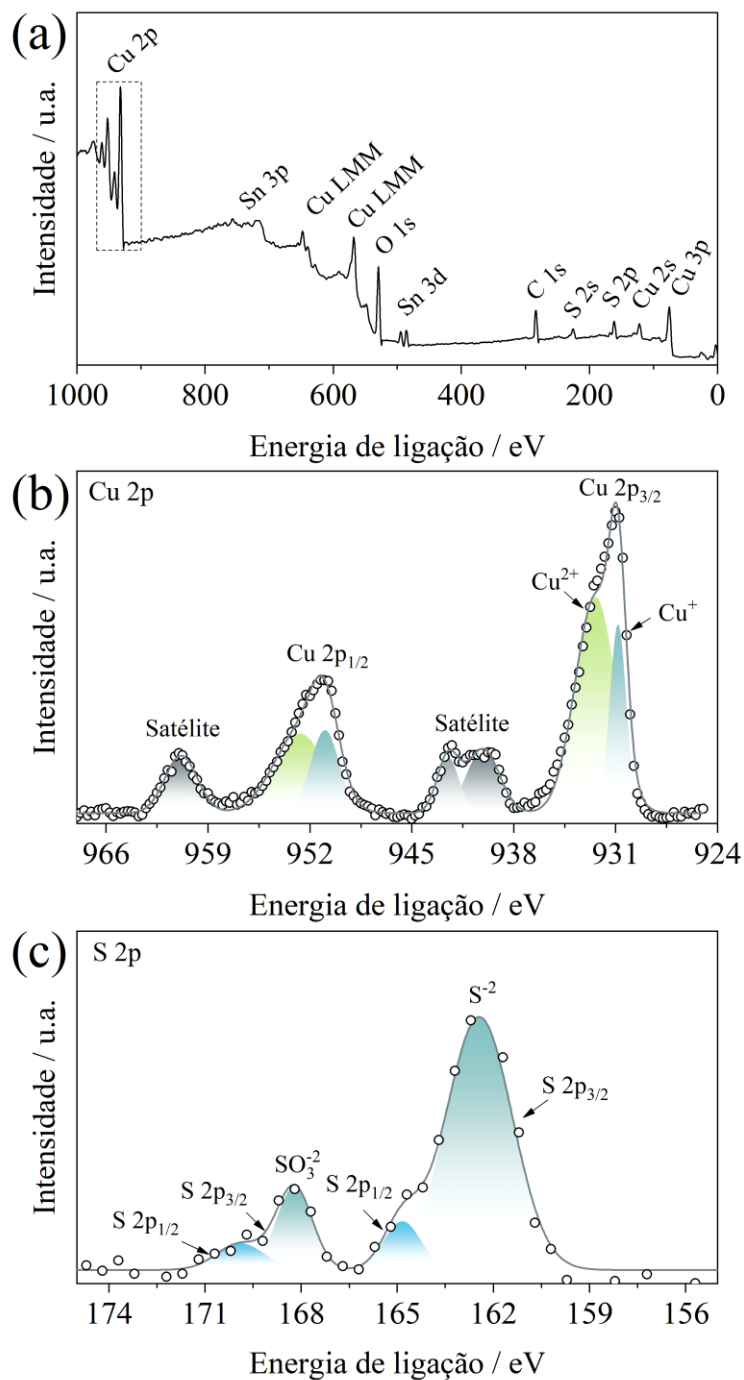 (a)
Cu 2p
Sn 3p
Cu LMM
Cu LMM
O 1s
Sn 3d
C 1s
S 2s
S 2p
Cu 2s
Cu 3p
Intensidade / u.a.
1000 800 600 400 200 0
Energia de ligação / eV
(b)
Cu 2p
Cu 2p3/2
Cu2+
Cu+
Cu 2p1/2
Satélite
Satélite
Intensidade / u.a.
966 959 952 945 938 931 924
Energia de ligação / eV
(c)
S 2p
S-2
S 2p3/2
SO3-2
S 2p3/2
S 2p1/2
S 2p1/2
Intensidade / u.a.
174 171 168 165 162 159 156
Energia de ligação / eV